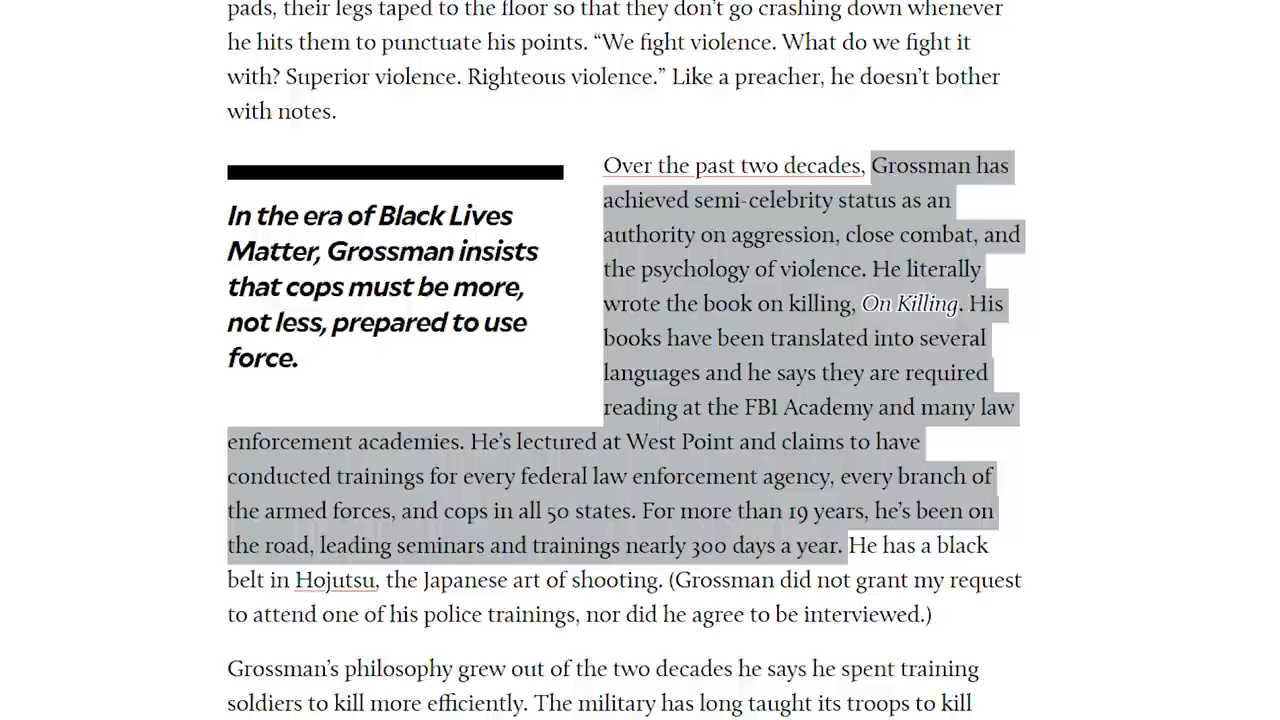 pads, their legs taped to the floor so that they don’t go crashing down whenever
he hits them to punctuate his points. “We fight violence. What do we fight it
with? Superior violence. Righteous violence.” Like a preacher, he doesn’t bother
with notes.
In the era of Black Lives
Matter, Grossman insists
that cops must be more,
not less, prepared to use
force.
Over the past two decades, Grossman has
achieved semi-celebrity status as an
authority on aggression, close combat, and
the psychology of violence. He literally
wrote the book on killing, On Killing. His
books have been translated into several
languages and he says they are required
reading at the FBI Academy and many law
enforcement academies. He’s lectured at West Point and claims to have
conducted trainings for every federal law enforcement agency, every branch of
the armed forces, and cops in all 50 states. For more than 19 years, he’s been on
the road, leading seminars and trainings nearly 300 days a year. He has a black
belt in Hojutsu, the Japanese art of shooting. (Grossman did not grant my request
to attend one of his police trainings, nor did he agree to be interviewed.)
Grossman’s philosophy grew out of the two decades he says he spent training
soldiers to kill more efficiently. The military has long taught its troops to kill